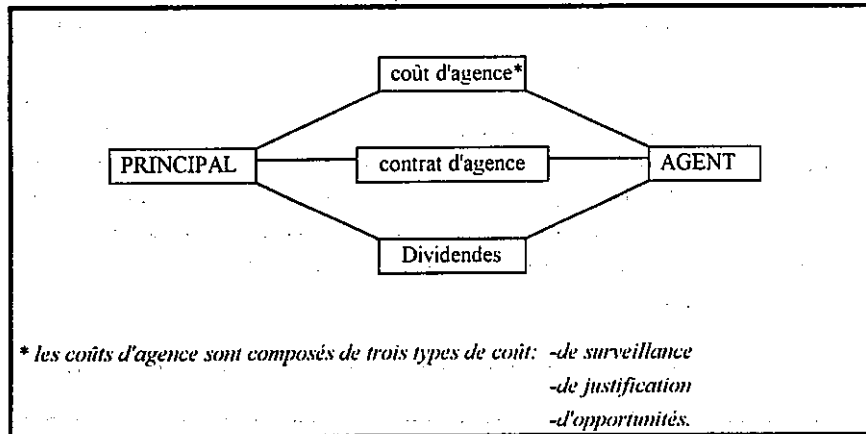 coût d'agence*
PRINCIPAL contrat d'agence AGENT
Dividendes
* les coûts d'agence sont composés de trois types de coût: -de surveillance
-de justification
-d'opportunités.